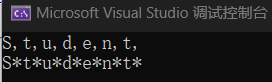 Microsoft Visual Studio 调试控制台
S,t,u,d,e,n,t,
S*t*u*d*e*n*t*